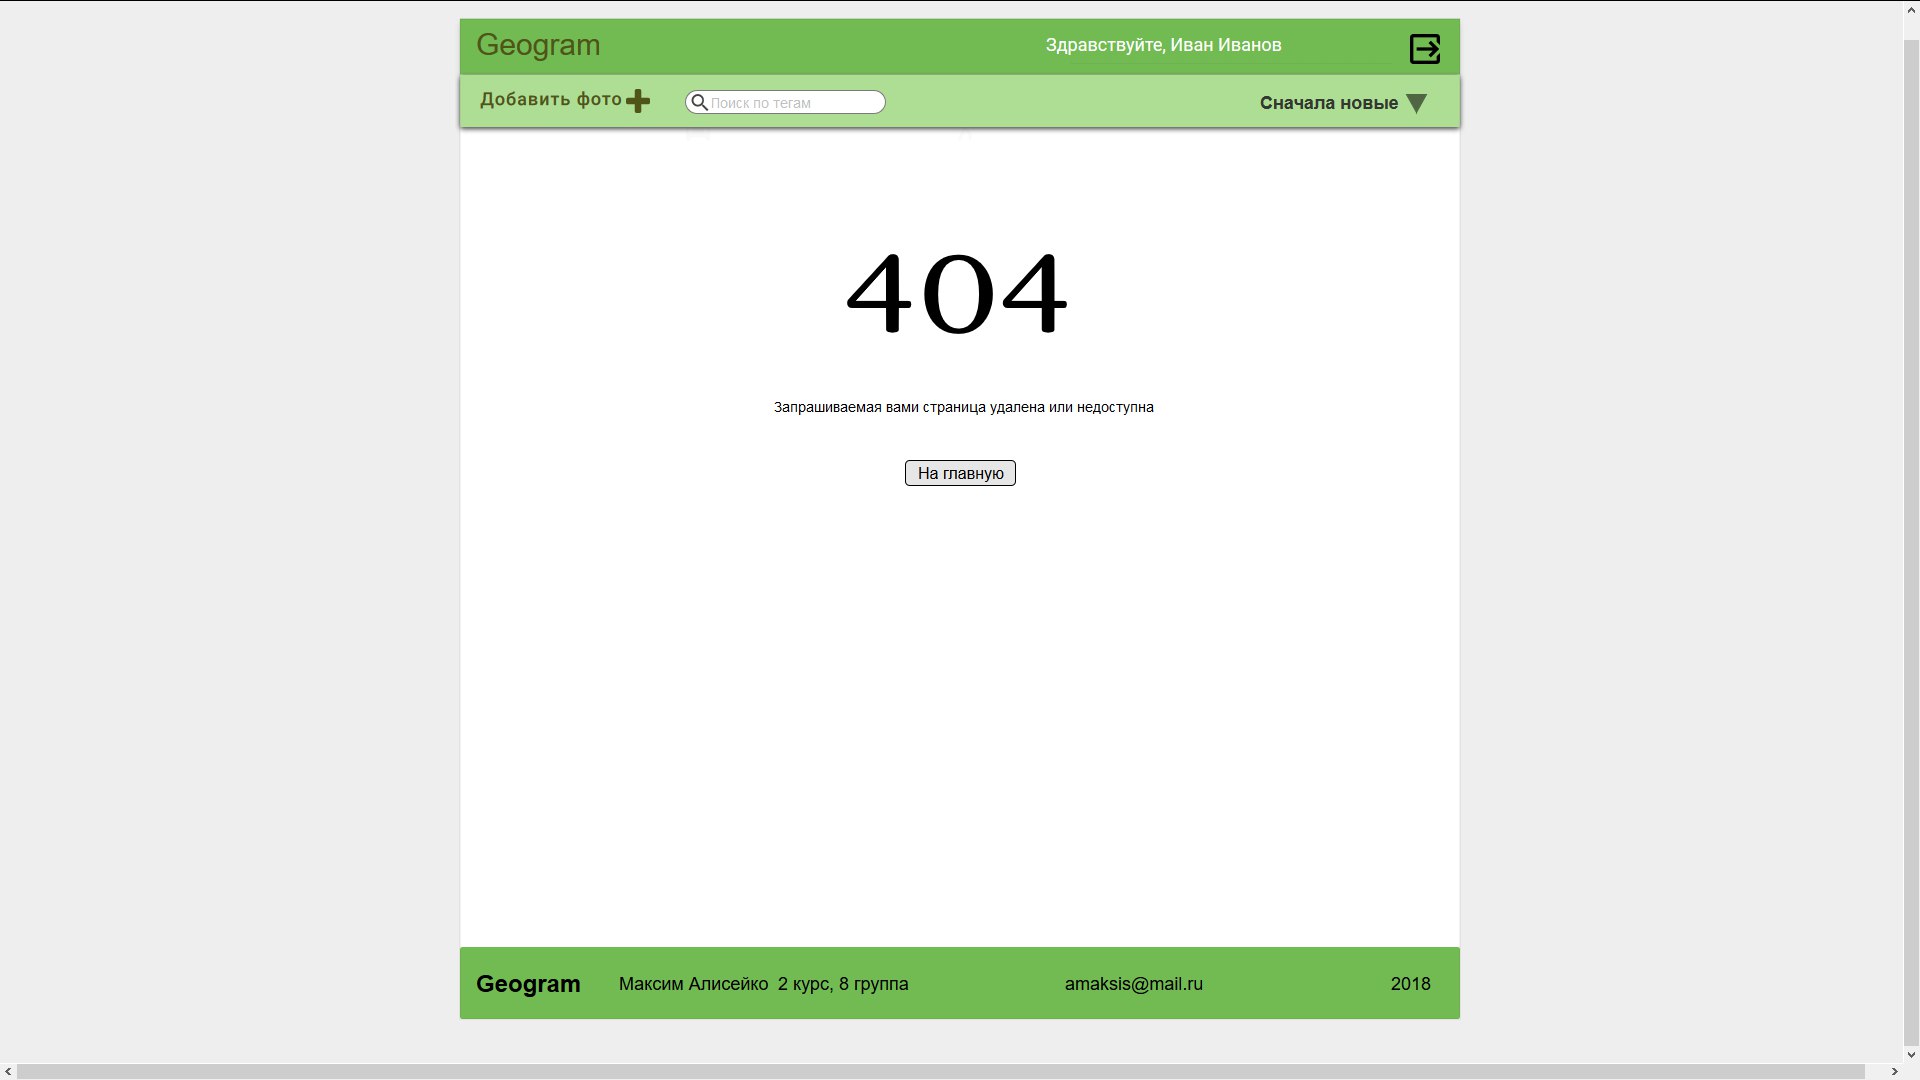 Geogram
Здравствуйте, Иван Иванов
Добавить фото
Поиск по тегам
Сначала новые
404
Запрашиваемая вами страница удалена или недоступна
На главную
Geogram
Максим Алисейко 2 курс, 8 группа
amaksis@mail.ru
2018